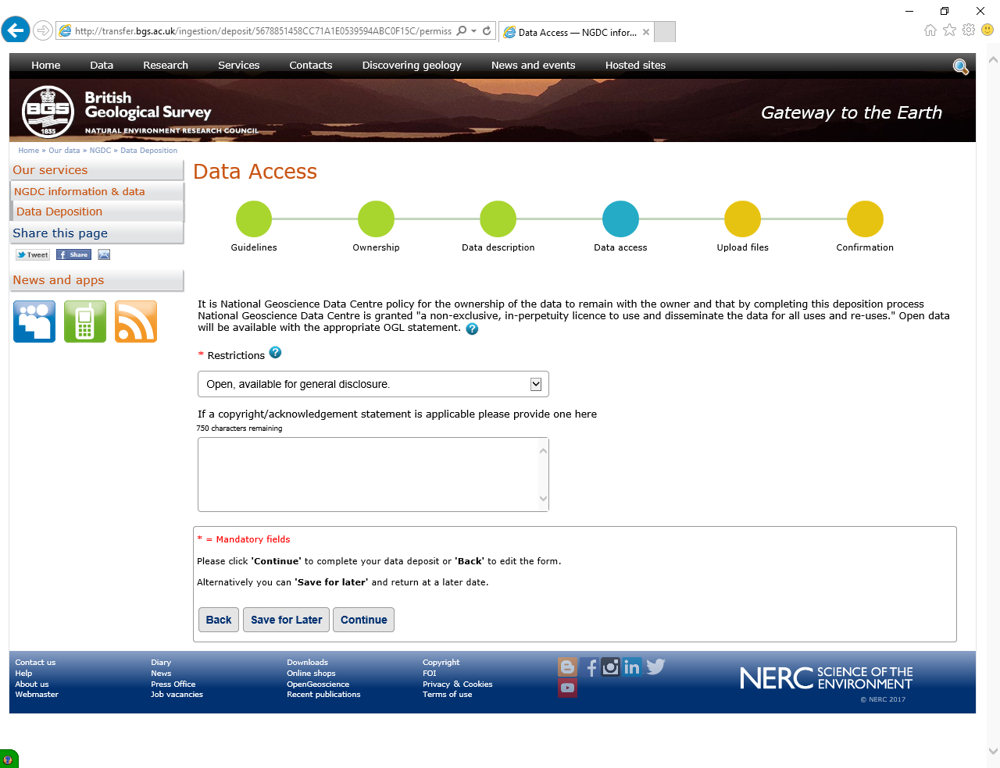 http://transfer.bgs.ac.uk/ingestion/deposit/5678851458CC71A1E0539594ABC0F15C/permiss
Data Access — NGDC infor...
Home Data Research Services Contacts Discovering geology News and events Hosted sites
BGS
1835
British
Geological Survey
NATURAL ENVIRONMENT RESEARCH COUNCIL
Gateway to the Earth
Home » Our data » NGDC » Data Deposition
Our services
NGDC information & data
Data Deposition
Share this page
Tweet
Share
News and apps
Data Access
Guidelines
Ownership
Data description
Data access
Upload files
Confirmation
It is National Geoscience Data Centre policy for the ownership of the data to remain with the owner and that by completing this deposition process
National Geoscience Data Centre is granted "a non-exclusive, in-perpetuity licence to use and disseminate the data for all uses and re-uses." Open data
will be available with the appropriate OGL statement. ?
* Restrictions ?
Open, available for general disclosure.
If a copyright/acknowledgement statement is applicable please provide one here
750 characters remaining
* = Mandatory fields
Please click 'Continue' to complete your data deposit or 'Back' to edit the form.
Alternatively you can 'Save for later' and return at a later date.
Back
Save for Later
Continue
Contact us
Help
About us
Webmaster
Diary
News
Press Office
Job vacancies
Downloads
Online shops
OpenGeoscience
Recent publications
Copyright
FOI
Privacy & Cookies
Terms of use
NERC SCIENCE OF THE
ENVIRONMENT
© NERC 2017